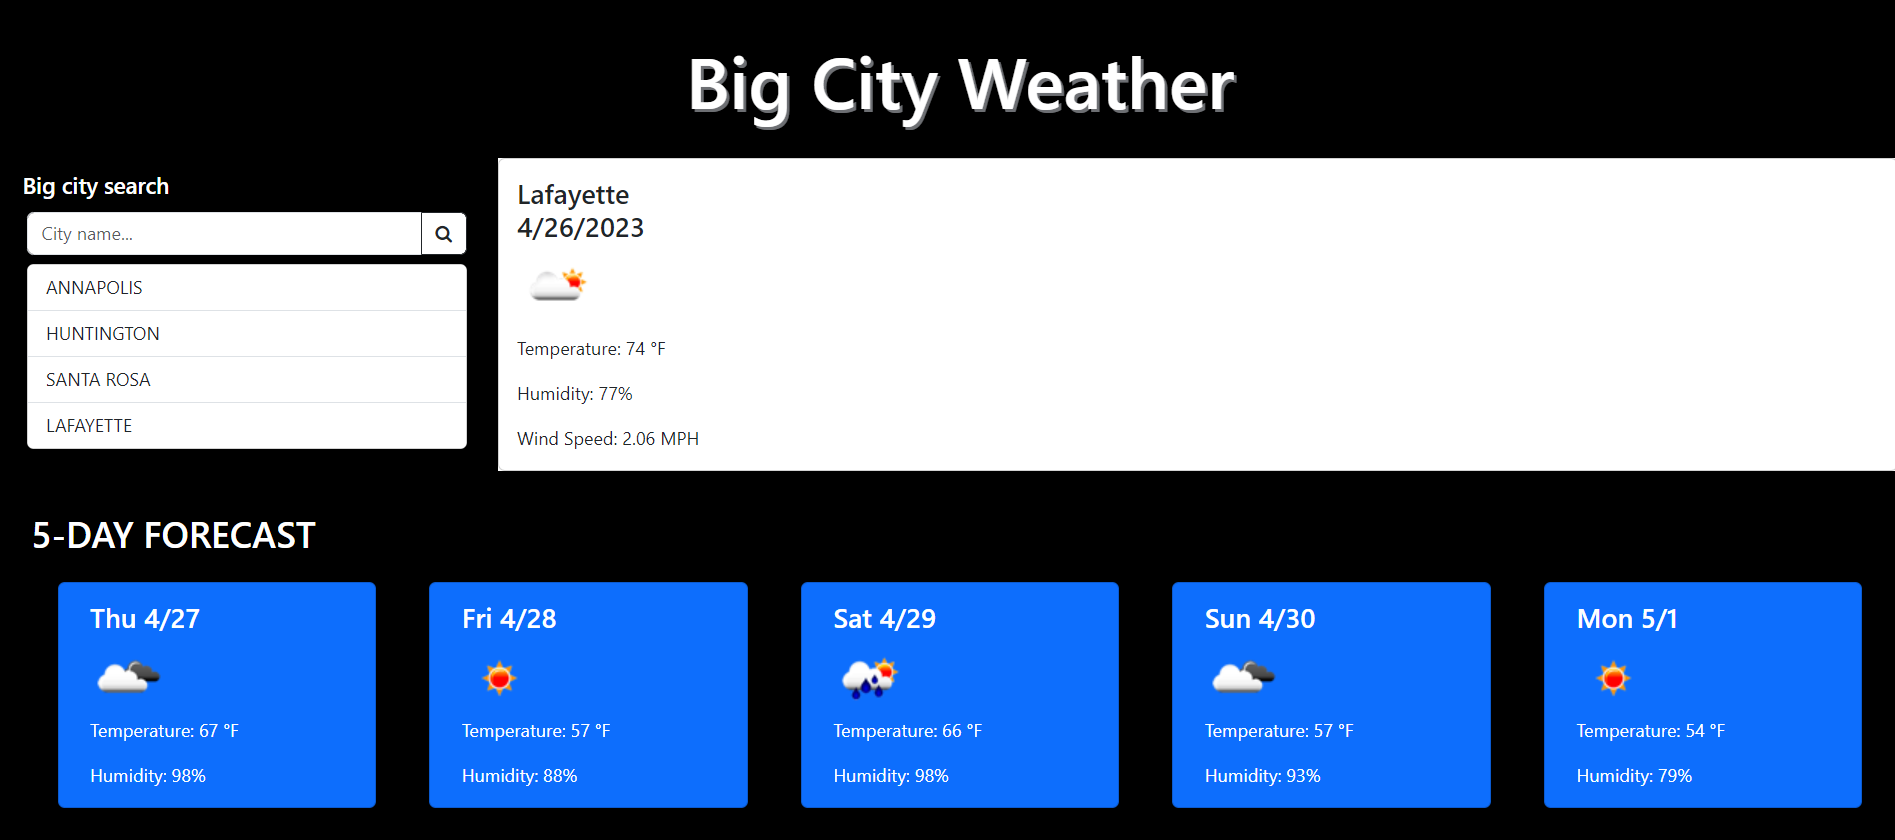 Big City Weather
Big city search
City name...
ANNAPOLIS
HUNTINGTON
SANTA ROSA
LAFAYETTE
Lafayette
4/26/2023
Temperature: 74 °F
Humidity: 77%
Wind Speed: 2.06 MPH
5-DAY FORECAST
Thu 4/27
Temperature: 67 °F
Humidity: 98%
Fri 4/28
Temperature: 57 °F
Humidity: 88%
Sat 4/29
Temperature: 66 °F
Humidity: 98%
Sun 4/30
Temperature: 57 °F
Humidity: 93%
Mon 5/1
Temperature: 54 °F
Humidity: 79%